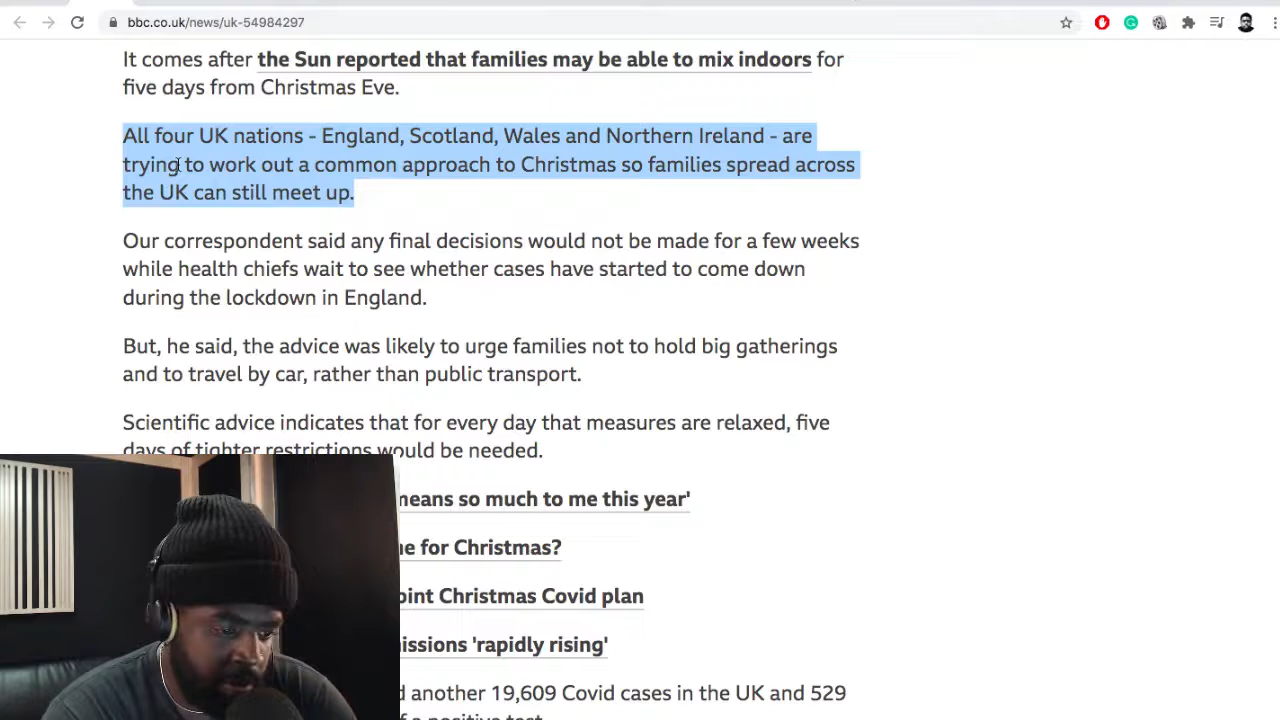 bbc.co.uk/news/uk-54984297
It comes after the Sun reported that families may be able to mix indoors for
five days from Christmas Eve.
All four UK nations - England, Scotland, Wales and Northern Ireland - are
trying to work out a common approach to Christmas so families spread across
the UK can still meet up.
Our correspondent said any final decisions would not be made for a few weeks
while health chiefs wait to see whether cases have started to come down
during the lockdown in England.
But, he said, the advice was likely to urge families not to hold big gatherings
and to travel by car, rather than public transport.
Scientific advice indicates that for every day that measures are relaxed, five
days of tighter restrictions would be needed.
means so much to me this year'
for Christmas?
Christmas Covid plan
'rapidly rising'
another 19,609 Covid cases in the UK and 529
of a positive test.